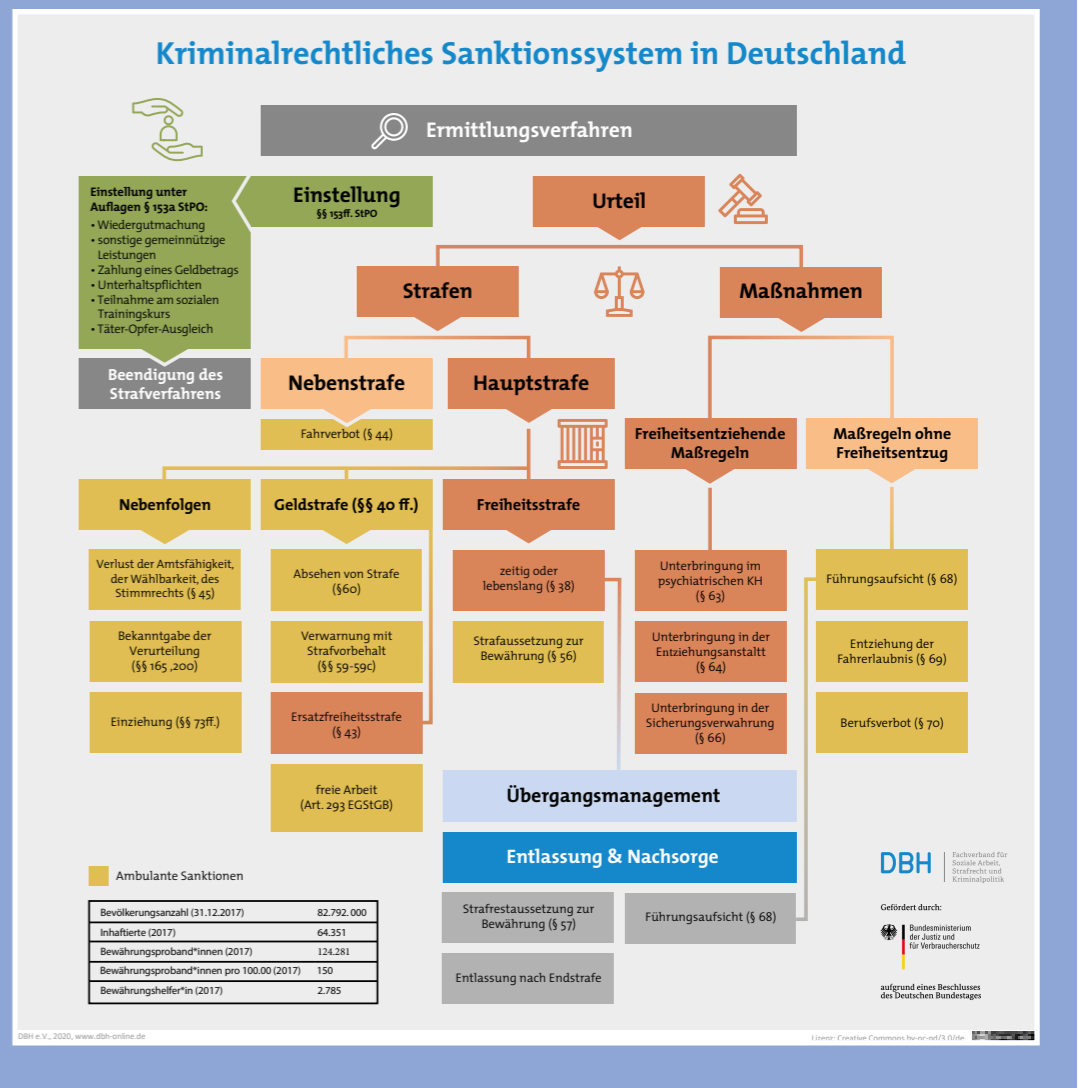 Kriminalrechtliches Sanktionssystem in Deutschland
Ermittlungsverfahren
Einstellung unter
Auflagen § 153a StPO:
• Wiedergutmachung
• sonstige gemeinnützige
Leistungen
• Zahlung eines Geldbetrags
• Unterhaltspflichten
• Teilnahme am sozialen
Trainingskurs
• Täter-Opfer-Ausgleich
Einstellung
§§ 153ff. StPO
Urteil
Strafen
Maßnahmen
Beendigung des
Strafverfahrens
Nebenstrafe
Hauptstrafe
Fahrverbot (§ 44)
Freiheitsentziehende
Maßregeln
Maßregeln ohne
Freiheitsentzug
Nebenfolgen
Geldstrafe (§§ 40 ff.)
Freiheitsstrafe
Verlust der Amtsfähigkeit,
der Wählbarkeit, des
Stimmrechts (§ 45)
Bekanntgabe der
Verurteilung
(§§ 165 ,200)
Einziehung (§§ 73ff.)
Absehen von Strafe
(§60)
Verwarnung mit
Strafvorbehalt
(§§ 59-59c)
Ersatzfreiheitsstrafe
(§ 43)
freie Arbeit
(Art. 293 EGStGB)
zeitig oder
lebenslang (§ 38)
Strafaussetzung zur
Bewährung (§ 56)
Unterbringung im
psychiatrischen KH
(§ 63)
Unterbringung in der
Entziehungsanstaltt
(§ 64)
Unterbringung in der
Sicherungsverwahrung
(§ 66)
Führungsaufsicht (§ 68)
Entziehung der
Fahrerlaubnis (§ 69)
Berufsverbot (§ 70)
Übergangsmanagement
Entlassung & Nachsorge
Strafrestaussetzung zur
Bewährung (§ 57)
Führungsaufsicht (§ 68)
Entlassung nach Endstrafe
Ambulante Sanktionen
Bevölkerungsanzahl (31.12.2017) 82.792.000
Inhaftierte (2017) 64.351
Bewährungsproband*innen (2017) 124.281
Bewährungsproband*innen pro 100.00 (2017) 150
Bewährungshelfer*in (2017) 2.785
DBH
Fachverband für
Soziale Arbeit,
Strafrecht und
Kriminalpolitik
Gefördert durch:
Bundesministerium
der Justiz und
für Verbraucherschutz
aufgrund eines Beschlusses
des Deutschen Bundestages
DBH e.V., 2020, www.dbh-online.de
Lizenz: Creative Commons by-nc-nd/3.0/de